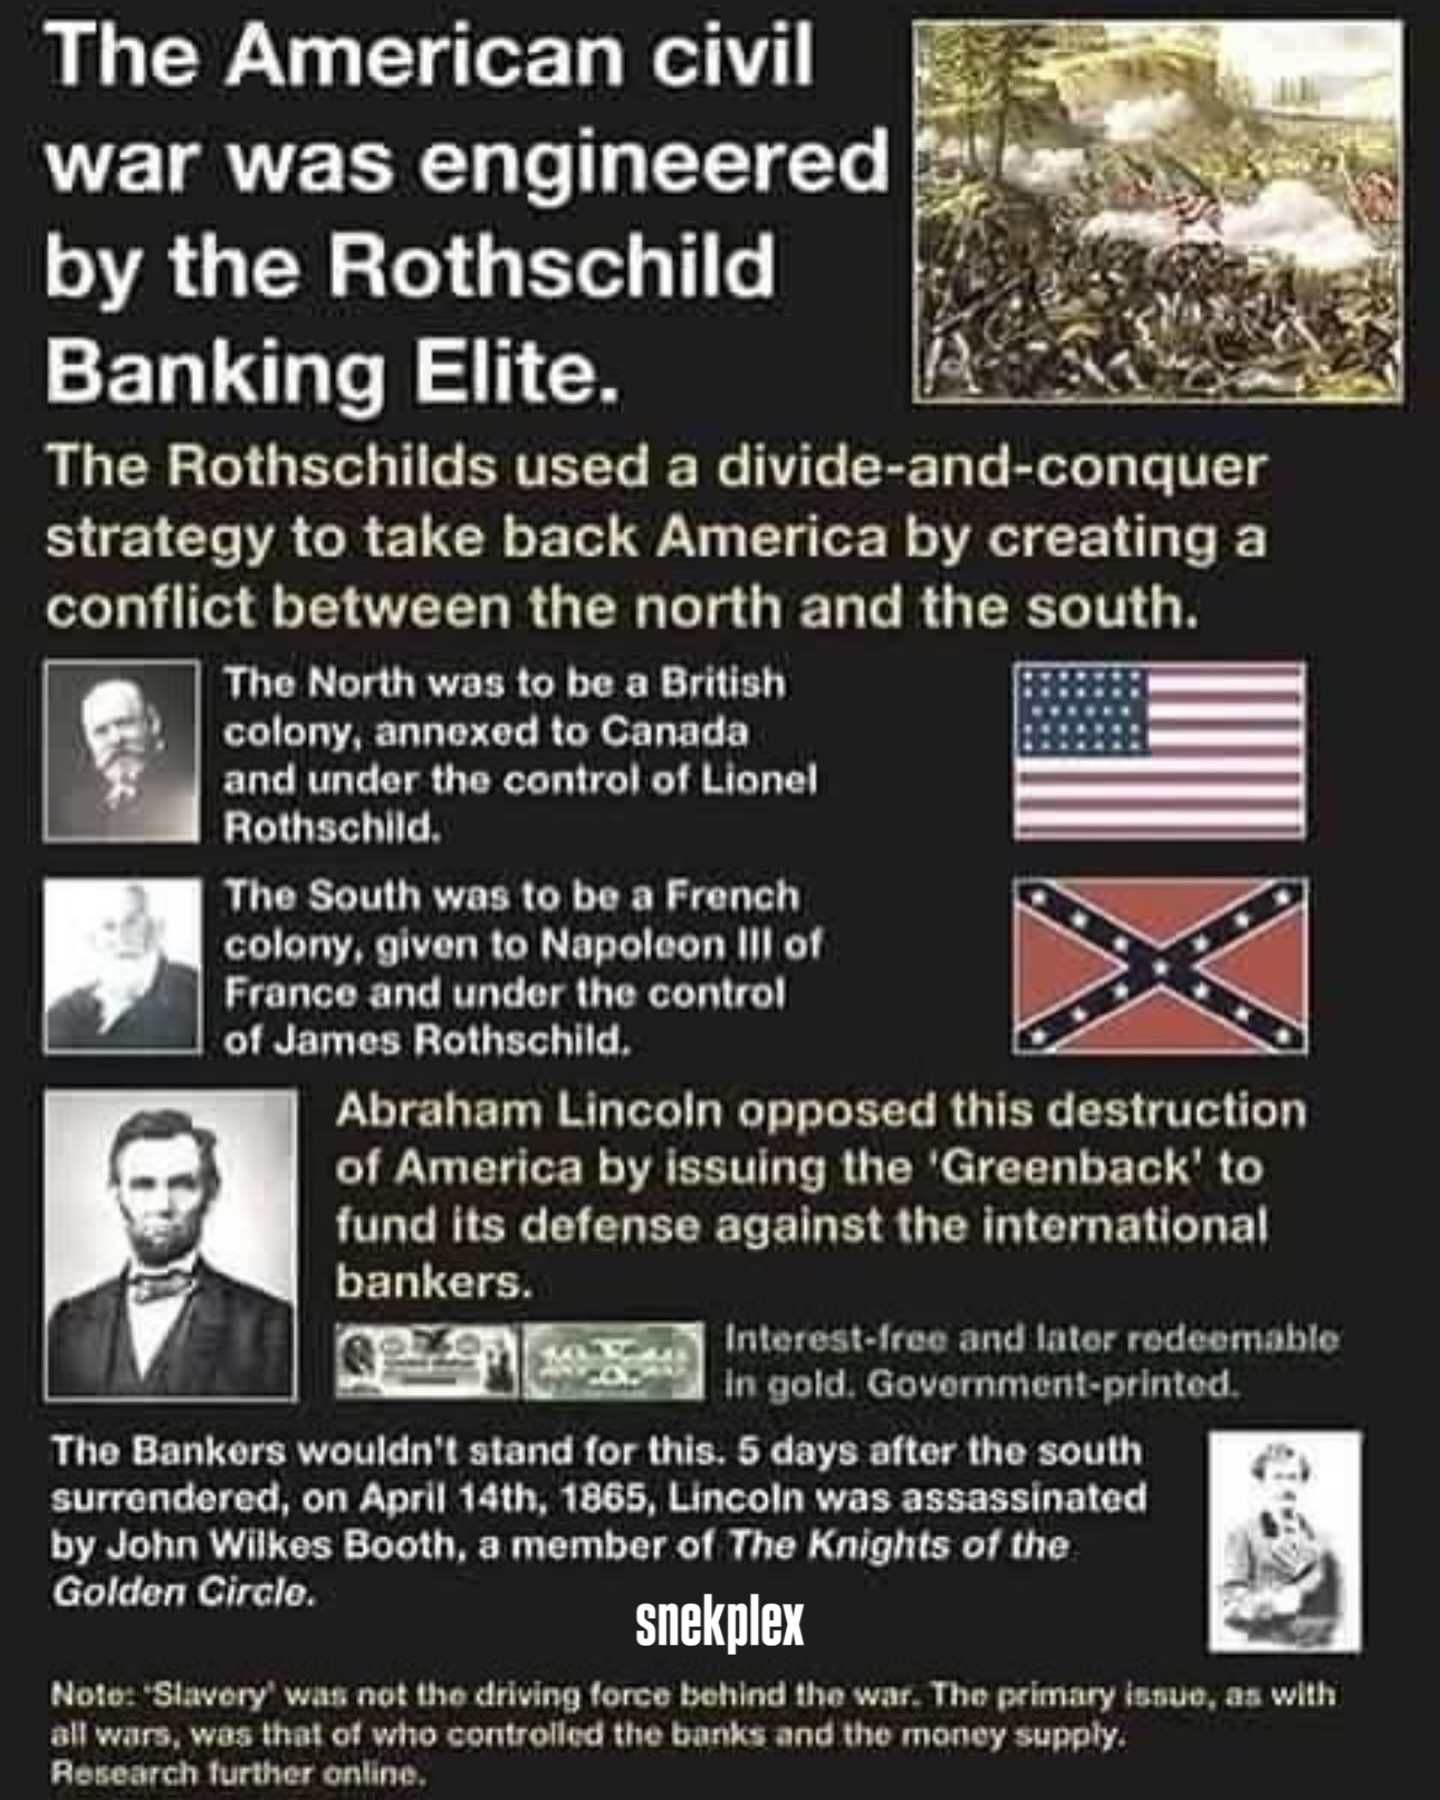 The American civil
war was engineered
by the Rothschild
Banking Elite.
The Rothschilds used a divide-and-conquer
strategy to take back America by creating a
conflict between the north and the south.
The North was to be a British
colony, annexed to Canada
and under the control of Lionel
Rothschild.
The South was to be a French
colony, given to Napoleon III of
France and under the control
of James Rothschild.
Abraham Lincoln opposed this destruction
of America by issuing the 'Greenback' to
fund its defense against the international
bankers.
Interest-free and later redeemable
in gold. Government-printed.
The Bankers wouldn't stand for this. 5 days after the south
surrendered, on April 14th, 1865, Lincoln was assassinated
by John Wilkes Booth, a member of The Knights of the
Golden Circle.
snekplex
Note: 'Slavery' was not the driving force behind the war. The primary issue, as with
all wars, was that of who controlled the banks and the money supply.
Research further online.